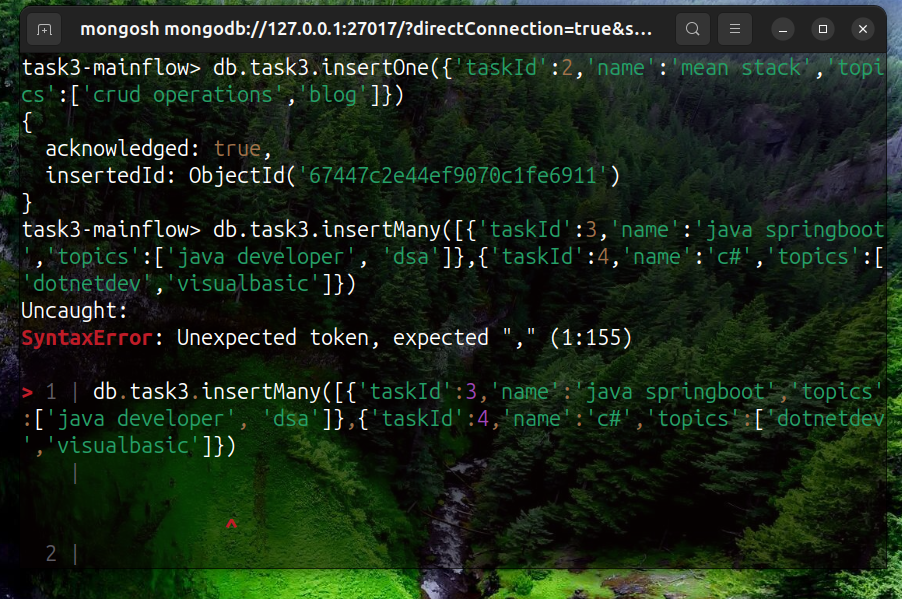 mongosh mongodb://127.0.0.1:27017/?directConnection=true&s...
task3-mainflow> db.task3.insertOne({'taskId':2,'name':'mean stack','topi
cs':['crud operations','blog']})
{
  acknowledged: true,
  insertedId: ObjectId('67447c2e44ef9070c1fe6911')
}
task3-mainflow> db.task3.insertMany([{'taskId':3,'name':'java springboot
','topics':['java developer', 'dsa']},{'taskId':4,'name':'c#','topics':[
'dotnetdev','visualbasic']})
Uncaught:
SyntaxError: Unexpected token, expected "," (1:155)
> 1 | db.task3.insertMany([{'taskId':3,'name':'java springboot','topics'
:['java developer', 'dsa']},{'taskId':4,'name':'c#','topics':['dotnetdev
','visualbasic']})
    |
^
  2 |